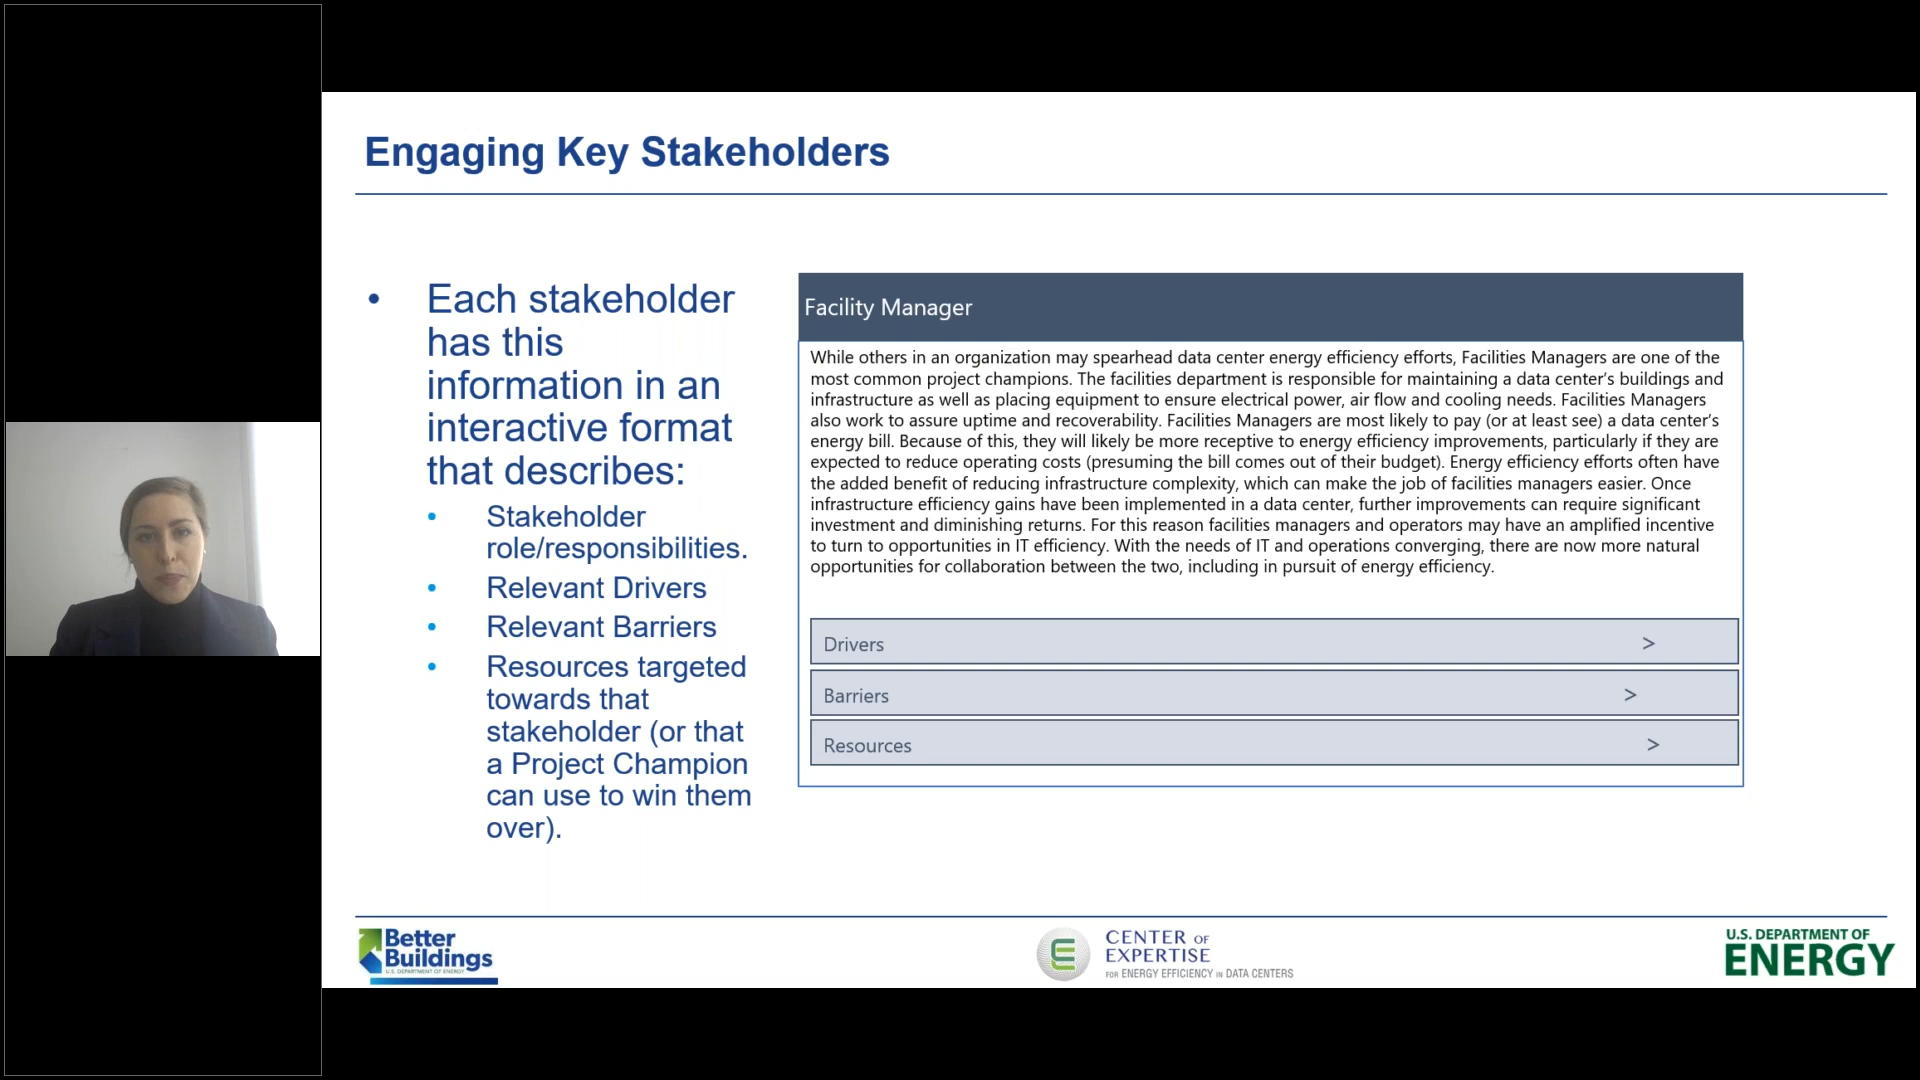 Engaging Key Stakeholders
• Each stakeholder
has this
information in an
interactive format
that describes:
• Stakeholder
role/responsibilities.
• Relevant Drivers
• Relevant Barriers
• Resources targeted
towards that
stakeholder (or that
a Project Champion
can use to win them
over).
Facility Manager
While others in an organization may spearhead data center energy efficiency efforts, Facilities Managers are one of the
most common project champions. The facilities department is responsible for maintaining a data center’s buildings and
infrastructure as well as placing equipment to ensure electrical power, air flow and cooling needs. Facilities Managers
also work to assure uptime and recoverability. Facilities Managers are most likely to pay (or at least see) a data center’s
energy bill. Because of this, they will likely be more receptive to energy efficiency improvements, particularly if they are
expected to reduce operating costs (presuming the bill comes out of their budget). Energy efficiency efforts often have
the added benefit of reducing infrastructure complexity, which can make the job of facilities managers easier. Once
infrastructure efficiency gains have been implemented in a data center, further improvements can require significant
investment and diminishing returns. For this reason facilities managers and operators may have an amplified incentive
to turn to opportunities in IT efficiency. With the needs of IT and operations converging, there are now more natural
opportunities for collaboration between the two, including in pursuit of energy efficiency.
Drivers >
Barriers >
Resources >
Better
Buildings
U.S. DEPARTMENT OF ENERGY
CENTER OF
EXPERTISE
FOR ENERGY EFFICIENCY IN DATA CENTERS
U.S. DEPARTMENT OF
ENERGY